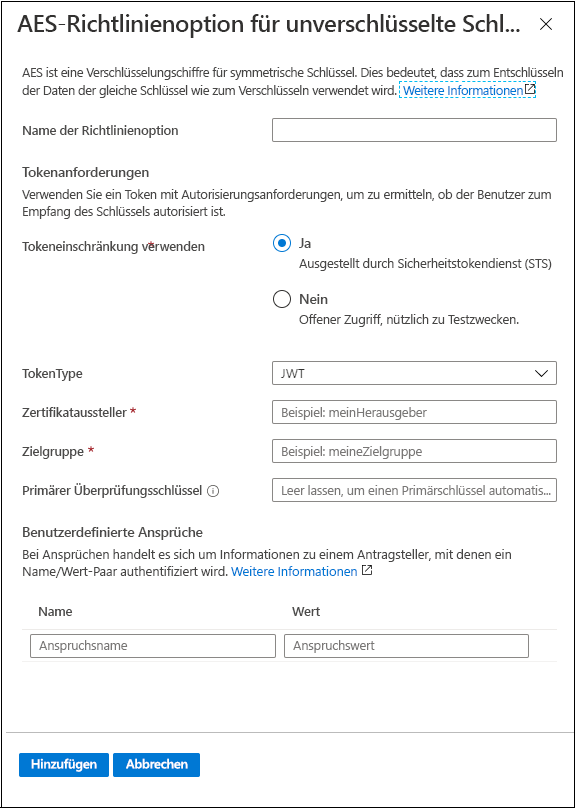 AES-Richtlinienoption für unverschlüsselte Schl...
AES ist eine Verschlüsselungschiffre für symmetrische Schlüssel. Dies bedeutet, dass zum Entschlüsseln
der Daten der gleiche Schlüssel wie zum Verschlüsseln verwendet wird. Weitere Informationen
Name der Richtlinienoption
Tokenanforderungen
Verwenden Sie ein Token mit Autorisierungsanforderungen, um zu ermitteln, ob der Benutzer zum
Empfang des Schlüssels autorisiert ist.
Tokeneinschränkung verwenden *
Ja
Ausgestellt durch Sicherheitstokendienst (STS)
Nein
Offener Zugriff, nützlich zu Testzwecken.
TokenType
JWT
Zertifikataussteller *
Beispiel: meinHerausgeber
Zielgruppe *
Beispiel: meineZielgruppe
Primärer Überprüfungsschlüssel
Leer lassen, um einen Primärschlüssel automatis...
Benutzerdefinierte Ansprüche
Bei Ansprüchen handelt es sich um Informationen zu einem Antragsteller, mit denen ein
Name/Wert-Paar authentifiziert wird. Weitere Informationen
Name Wert
Anspruchsname Anspruchswert
Hinzufügen Abbrechen